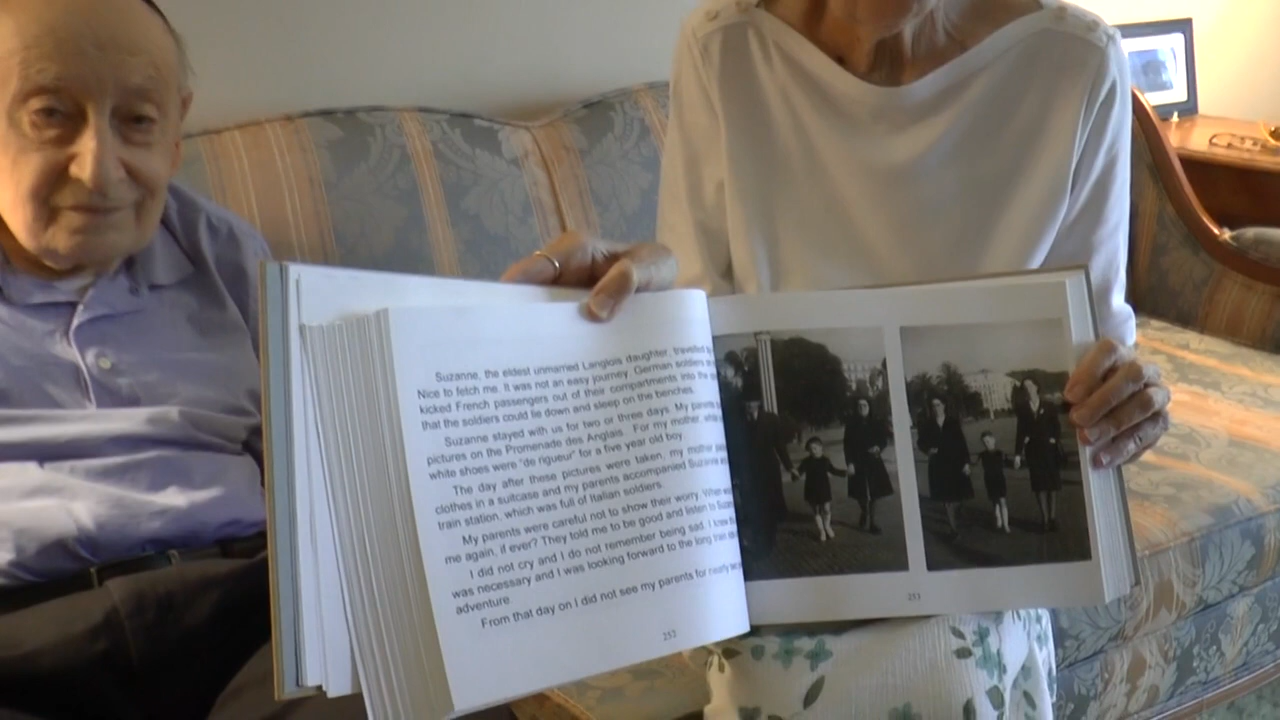 Suzanne, the eldest unmarried Langlois daughter, travelled
Nice to fetch me. It was not an easy journey. German soldiers
kicked French passengers out of their compartments into the
that the soldiers could lie down and sleep on the benches.
Suzanne stayed with us for two or three days. My parents
pictures on the Promenade des Anglais. For my mother,
white shoes were "de rigueur" for a five year old boy
The day after these pictures were taken, my mother
clothes in a suitcase and my parents accompanied Suzanne
train station, which was full of Italian soldiers.
My parents were careful not to show their worry. When
me again, if ever? They told me to be good and listen to
I did not cry and I do not remember being sad. I knew
was necessary and I was looking forward to the long train
adventure.
From that day on I did not see my parents for nearly
252
253